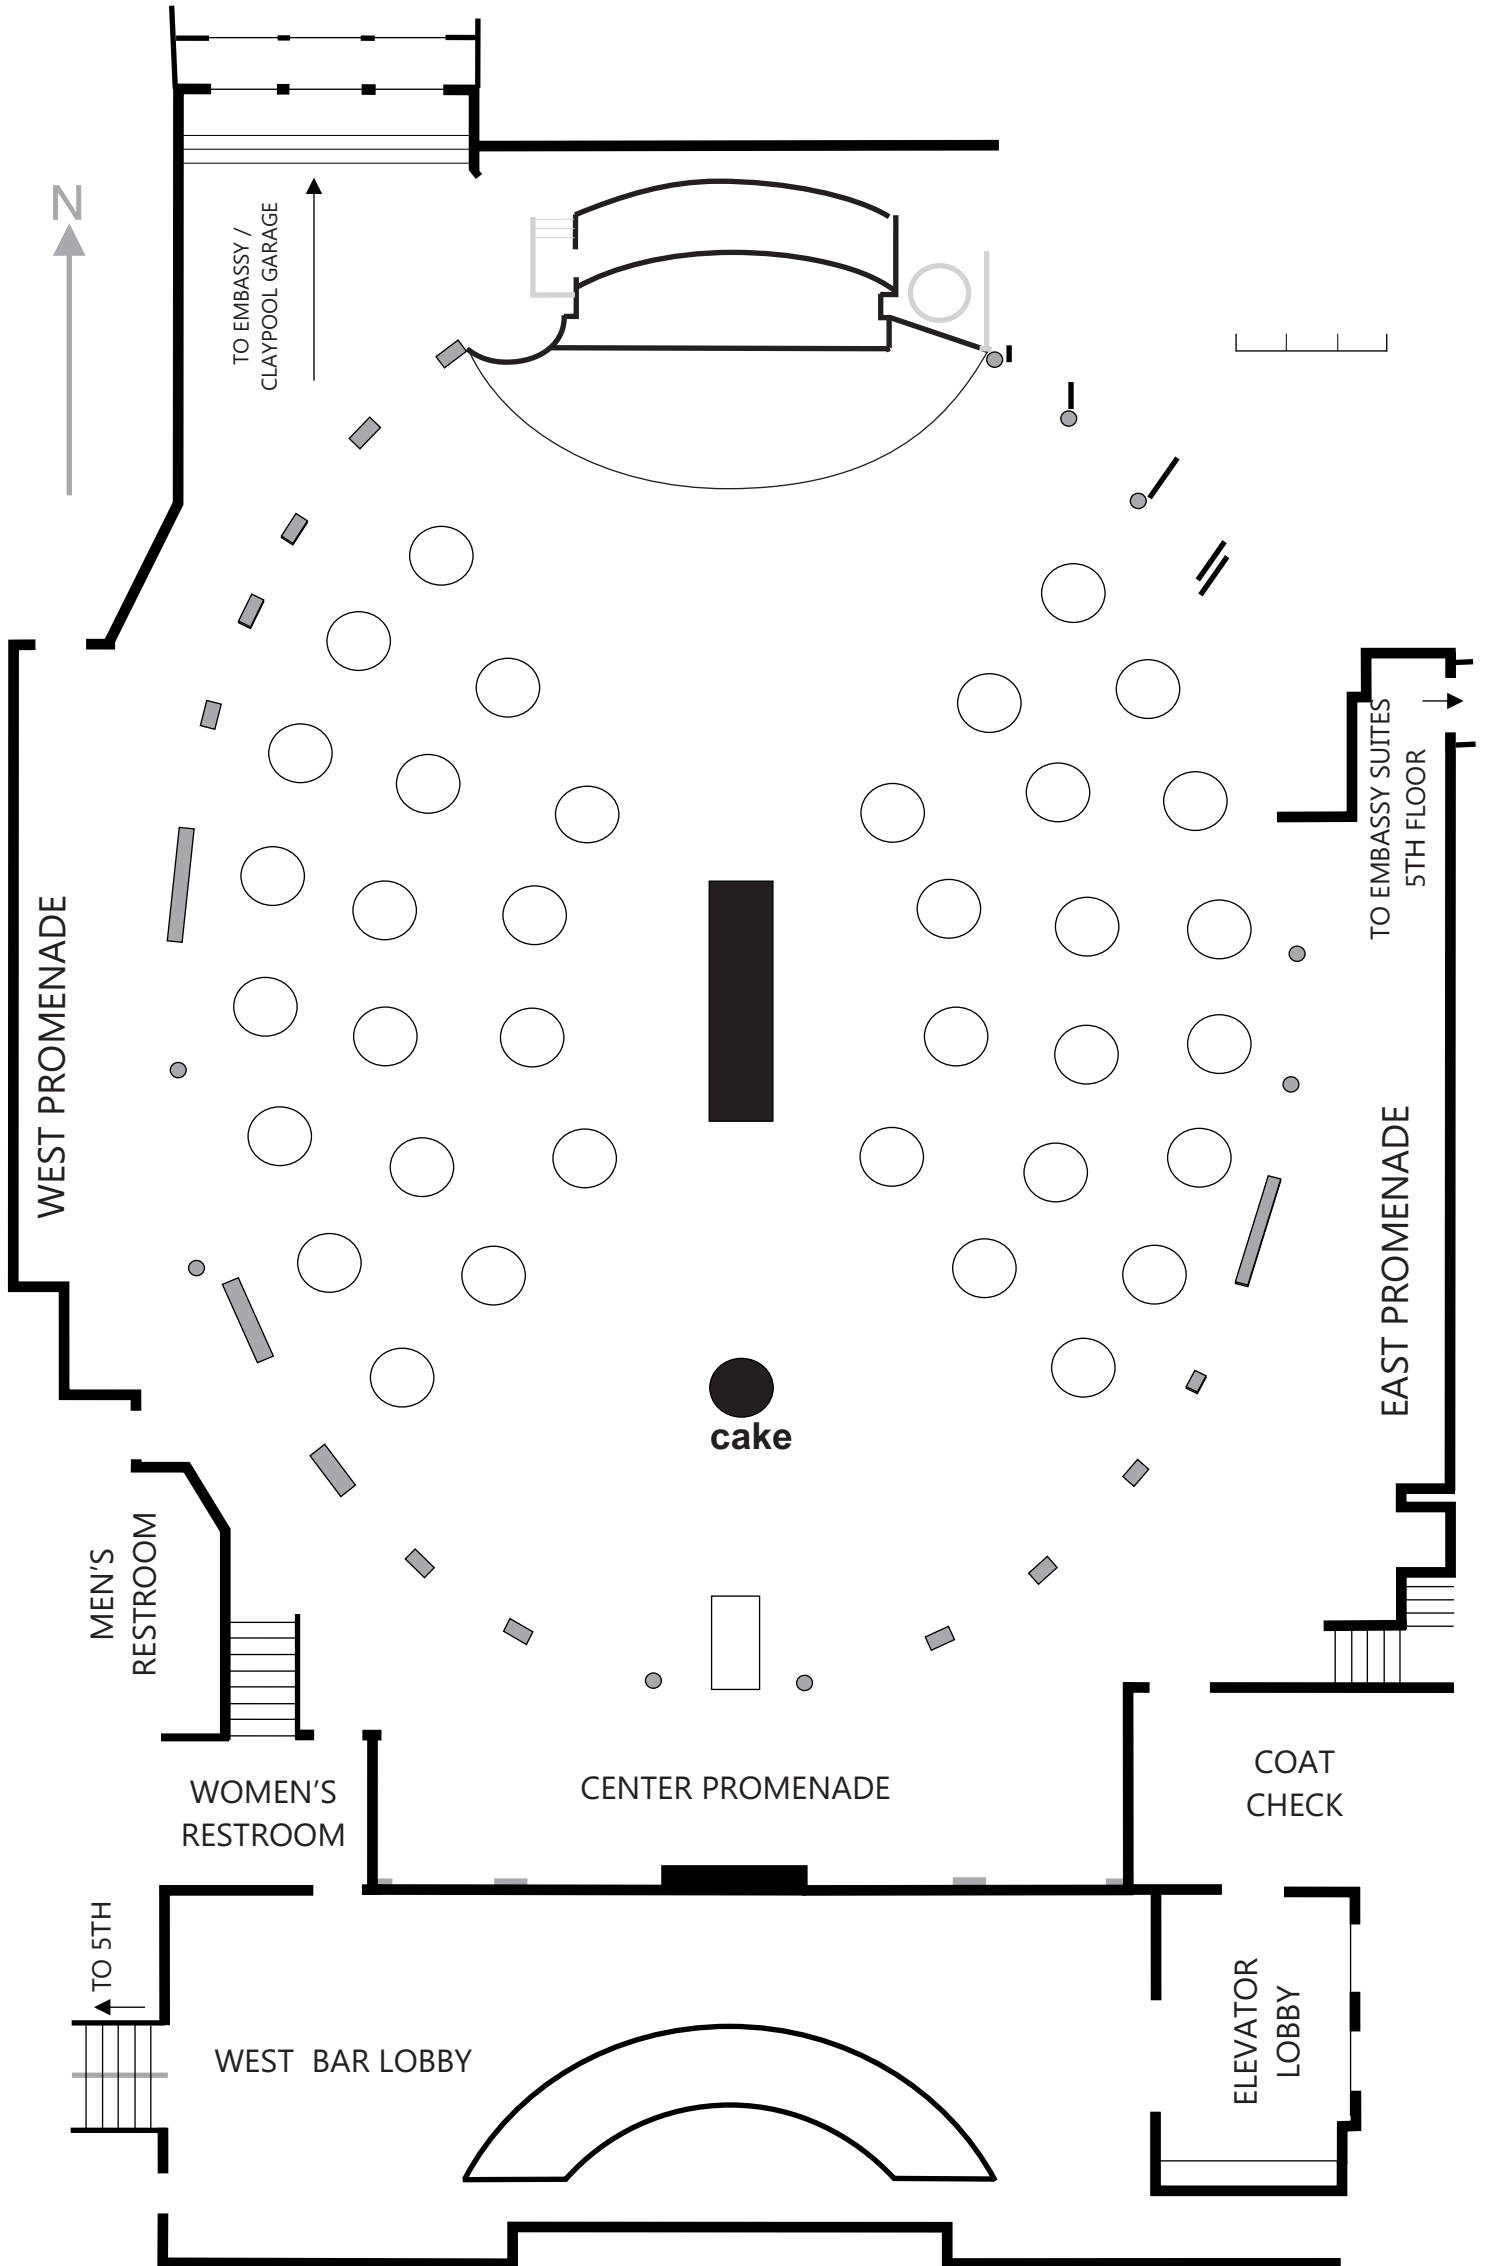 N
TO EMBASSY /
CLAYPOOL GARAGE
TO EMBASSY SUITES
5TH FLOOR
WEST PROMENADE
EAST PROMENADE
cake
MEN'S
RESTROOM
WOMEN'S
RESTROOM
CENTER PROMENADE
COAT
CHECK
TO 5TH
WEST BAR LOBBY
ELEVATOR
LOBBY